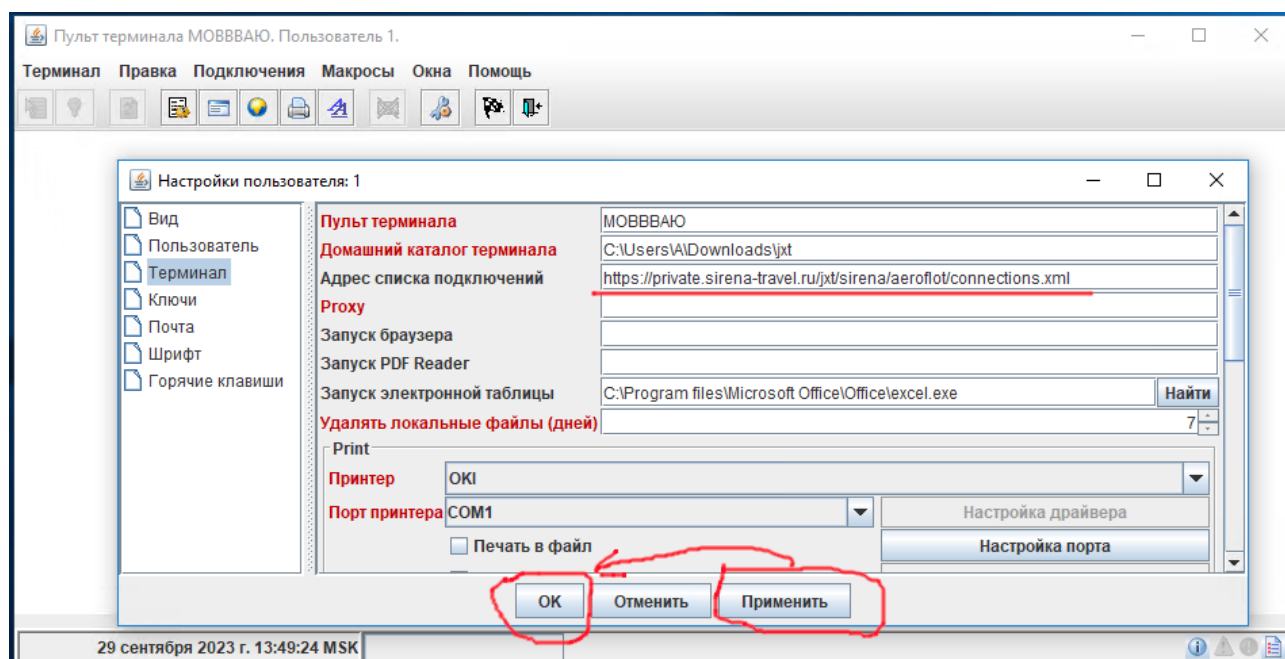 Пульт терминала МОВВВАЮ. Пользователь 1.
Терминал Правка Подключения Макросы Окна Помощь
Настройки пользователя: 1
Вид
Пользователь
Терминал
Ключи
Почта
Шрифт
Горячие клавиши
Пульт терминала МОВВВАЮ
Домашний каталог терминала C:\Users\A\Downloads\jxt
Адрес списка подключений https://private.sirena-travel.ru/jxt/sirena/aeroflot/connections.xml
Proxy
Запуск браузера
Запуск PDF Reader
Запуск электронной таблицы C:\Program files\Microsoft Office\Office\excel.exe Найти
Удалять локальные файлы (дней) 7
Print
Принтер OKI
Порт принтера COM1 Настройка драйвера
Печать в файл Настройка порта
OK Отменить Применить
29 сентября 2023 г. 13:49:24 MSK